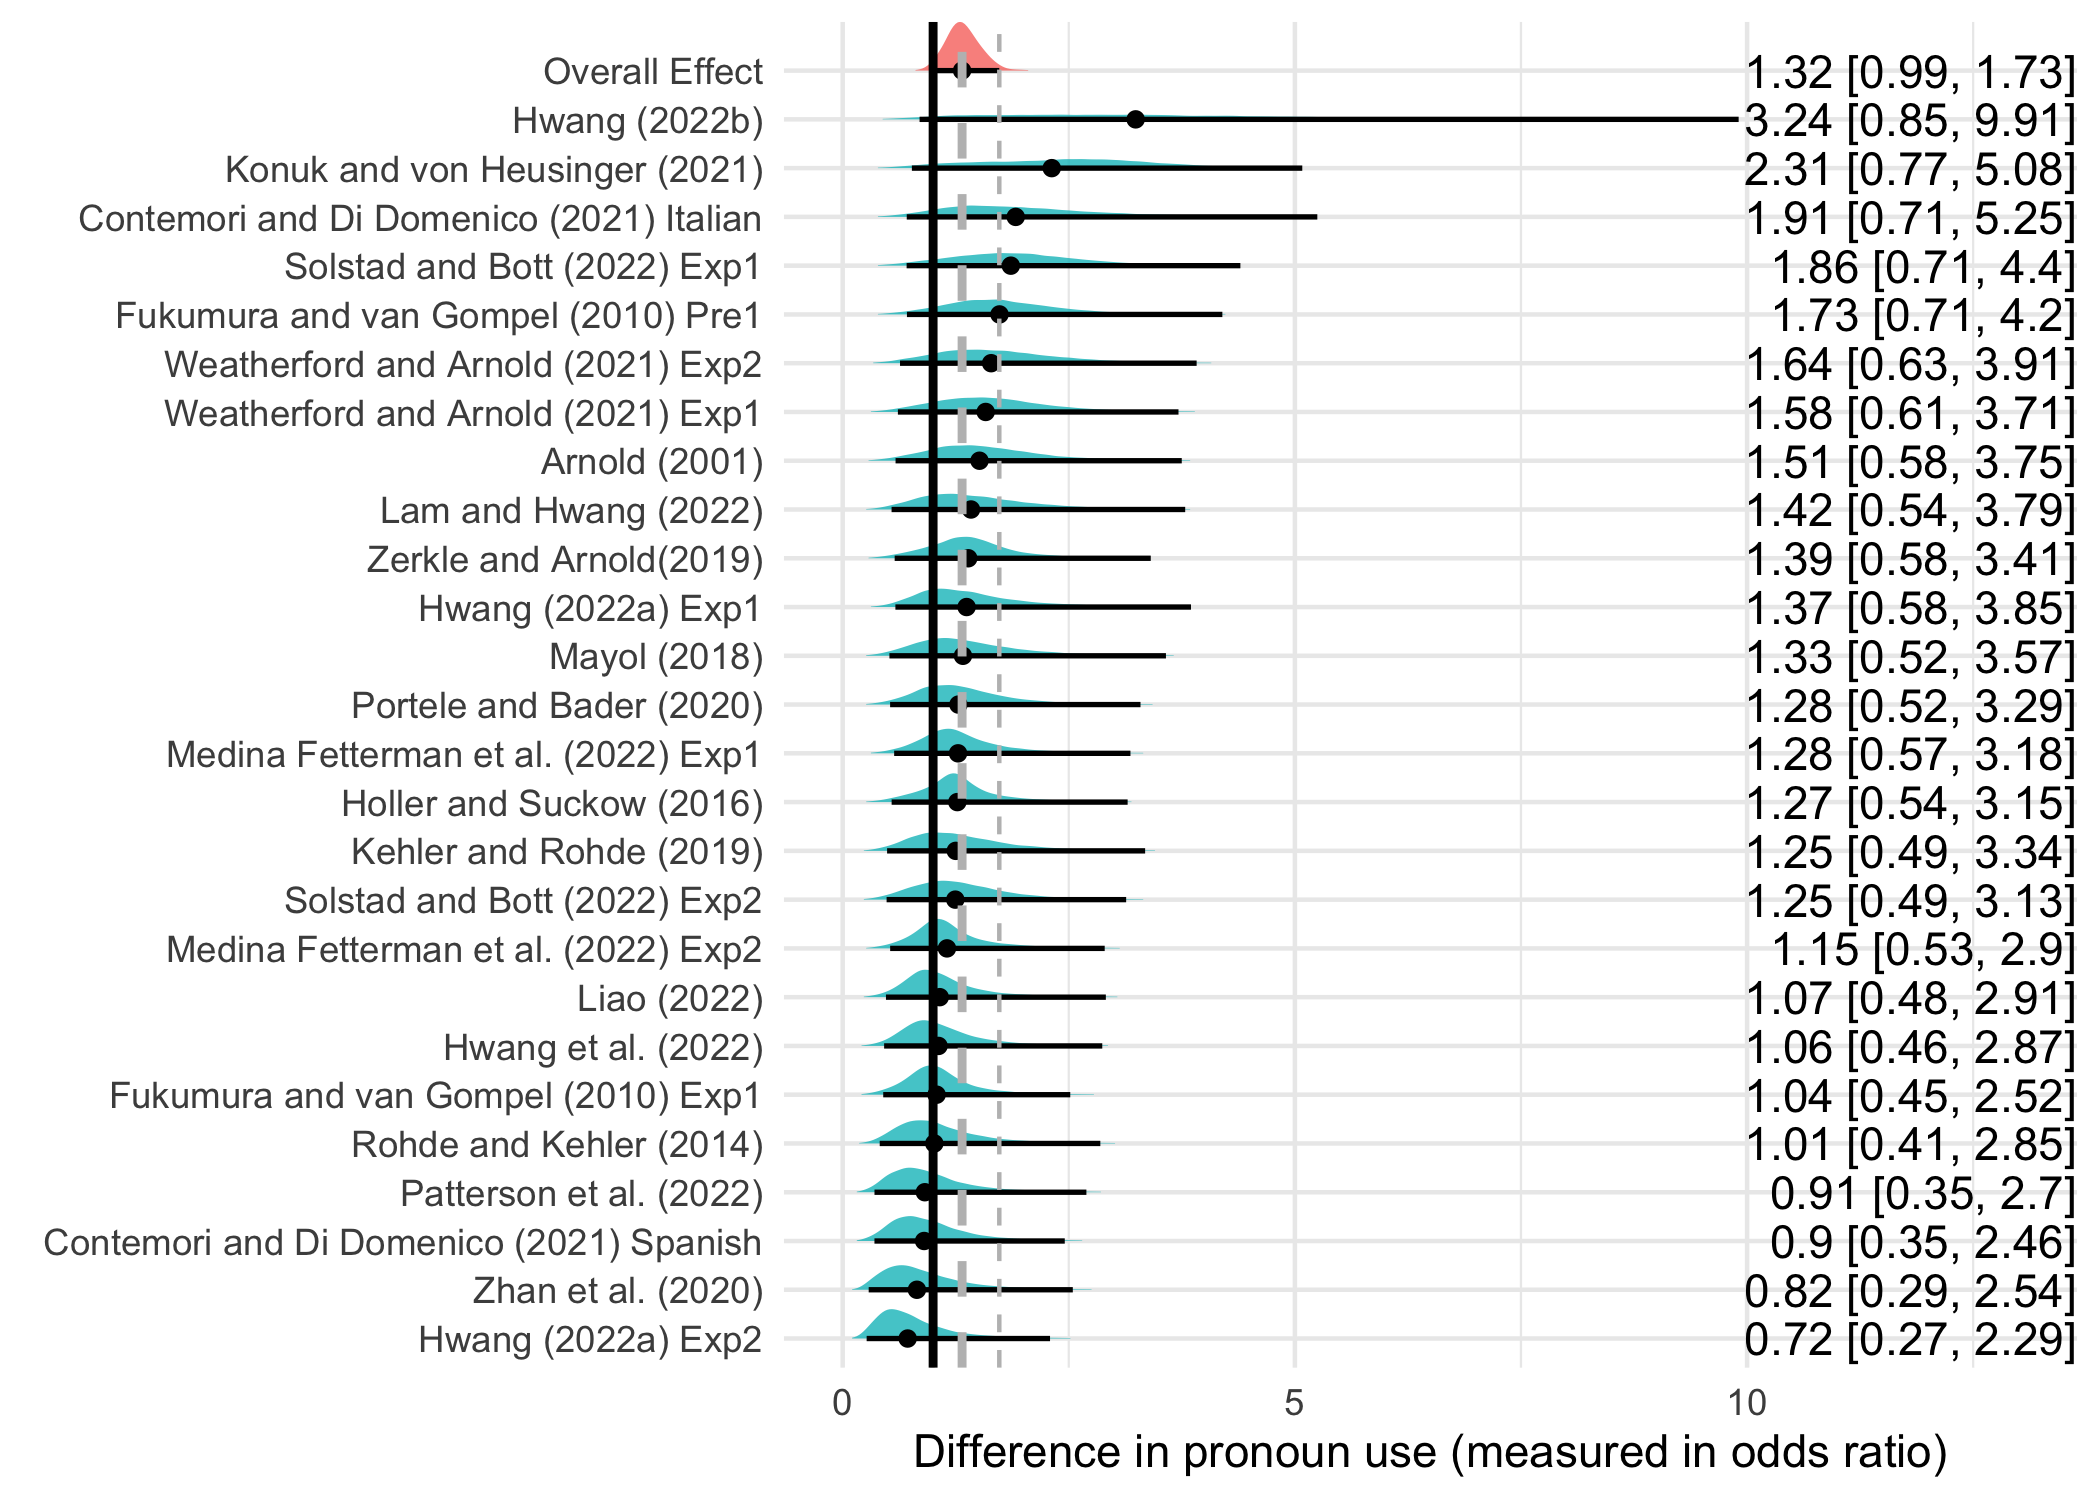 Overall Effect 1.32 [0.99, 1.73]
Hwang (2022b) 3.24 [0.85, 9.91]
Konuk and von Heusinger (2021) 2.31 [0.77, 5.08]
Contemori and Di Domenico (2021) Italian 1.91 [0.71, 5.25]
Solstad and Bott (2022) Exp1 1.86 [0.71, 4.4]
Fukumura and van Gompel (2010) Pre1 1.73 [0.71, 4.2]
Weatherford and Arnold (2021) Exp2 1.64 [0.63, 3.91]
Weatherford and Arnold (2021) Exp1 1.58 [0.61, 3.71]
Arnold (2001) 1.51 [0.58, 3.75]
Lam and Hwang (2022) 1.42 [0.54, 3.79]
Zerkle and Arnold(2019) 1.39 [0.58, 3.41]
Hwang (2022a) Exp1 1.37 [0.58, 3.85]
Mayol (2018) 1.33 [0.52, 3.57]
Portele and Bader (2020) 1.28 [0.52, 3.29]
Medina Fetterman et al. (2022) Exp1 1.28 [0.57, 3.18]
Holler and Suckow (2016) 1.27 [0.54, 3.15]
Kehler and Rohde (2019) 1.25 [0.49, 3.34]
Solstad and Bott (2022) Exp2 1.25 [0.49, 3.13]
Medina Fetterman et al. (2022) Exp2 1.15 [0.53, 2.9]
Liao (2022) 1.07 [0.48, 2.91]
Hwang et al. (2022) 1.06 [0.46, 2.87]
Fukumura and van Gompel (2010) Exp1 1.04 [0.45, 2.52]
Rohde and Kehler (2014) 1.01 [0.41, 2.85]
Patterson et al. (2022) 0.91 [0.35, 2.7]
Contemori and Di Domenico (2021) Spanish 0.9 [0.35, 2.46]
Zhan et al. (2020) 0.82 [0.29, 2.54]
Hwang (2022a) Exp2 0.72 [0.27, 2.29]
0 5 10
Difference in pronoun use (measured in odds ratio)